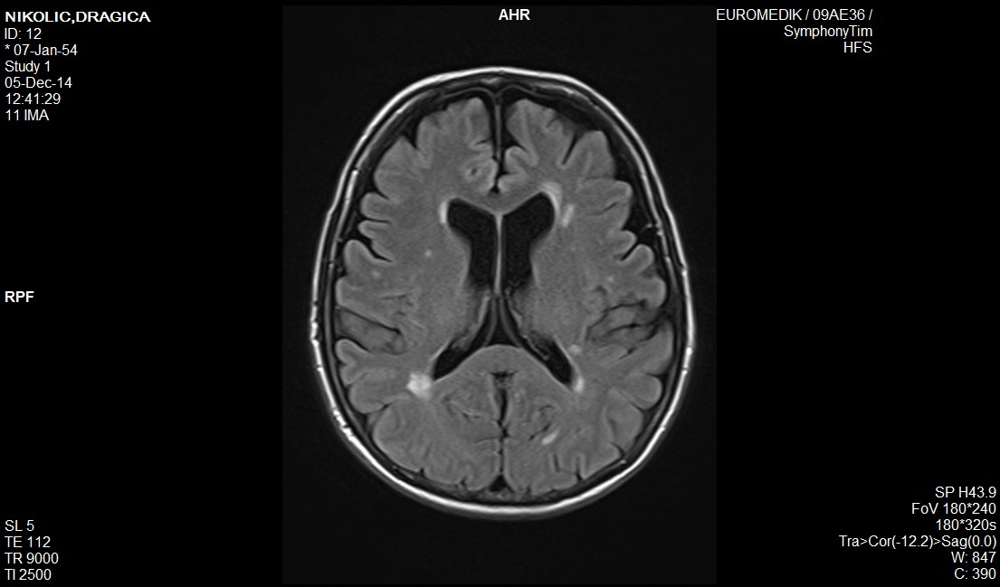 NIKOLIC,DRAGICA
ID: 12
* 07-Jan-54
Study 1
05-Dec-14
12:41:29
11 IMA
AHR
EUROMEDIK / 09AE36 /
SymphonyTim
HFS
RPF
SL 5
TE 112
TR 9000
TI 2500
SP H43.9
FoV 180*240
180*320s
Tra>Cor(-12.2)>Sag(0.0)
W: 847
C: 390